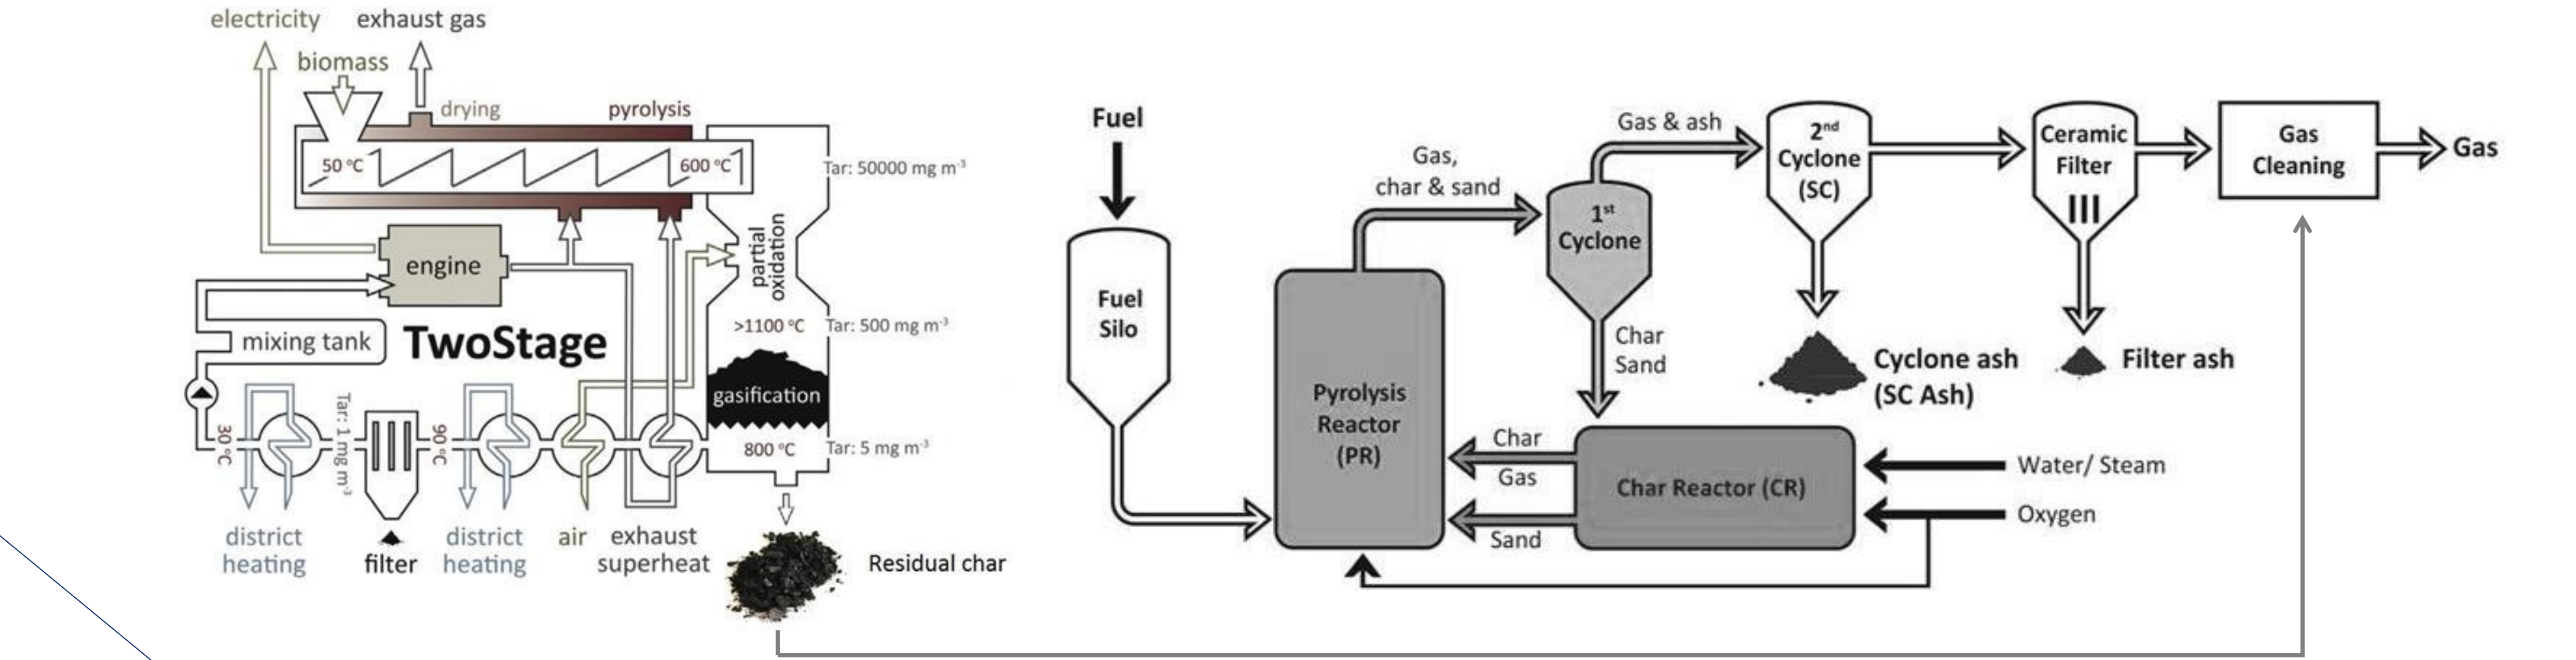 electricity
exhaust gas
biomass
drying
pyrolysis
50 °C
600 °C
Tar: 50000 mg m-3
engine
partial
oxidation
>1100 °C
Tar: 500 mg m-3
mixing tank
TwoStage
gasification
30 °C
Tar: 1 mg m-3
90 °C
800 °C
Tar: 5 mg m-3
district
heating
filter
district
heating
air
exhaust
superheat
Residual char
Fuel
Fuel
Silo
Pyrolysis
Reactor
(PR)
Gas,
char & sand
1st
Cyclone
Gas & ash
2nd
Cyclone
(SC)
Ceramic
Filter
Gas
Cleaning
Gas
Char
Sand
Cyclone ash
(SC Ash)
Filter ash
Char
Gas
Sand
Char Reactor (CR)
Water/ Steam
Oxygen